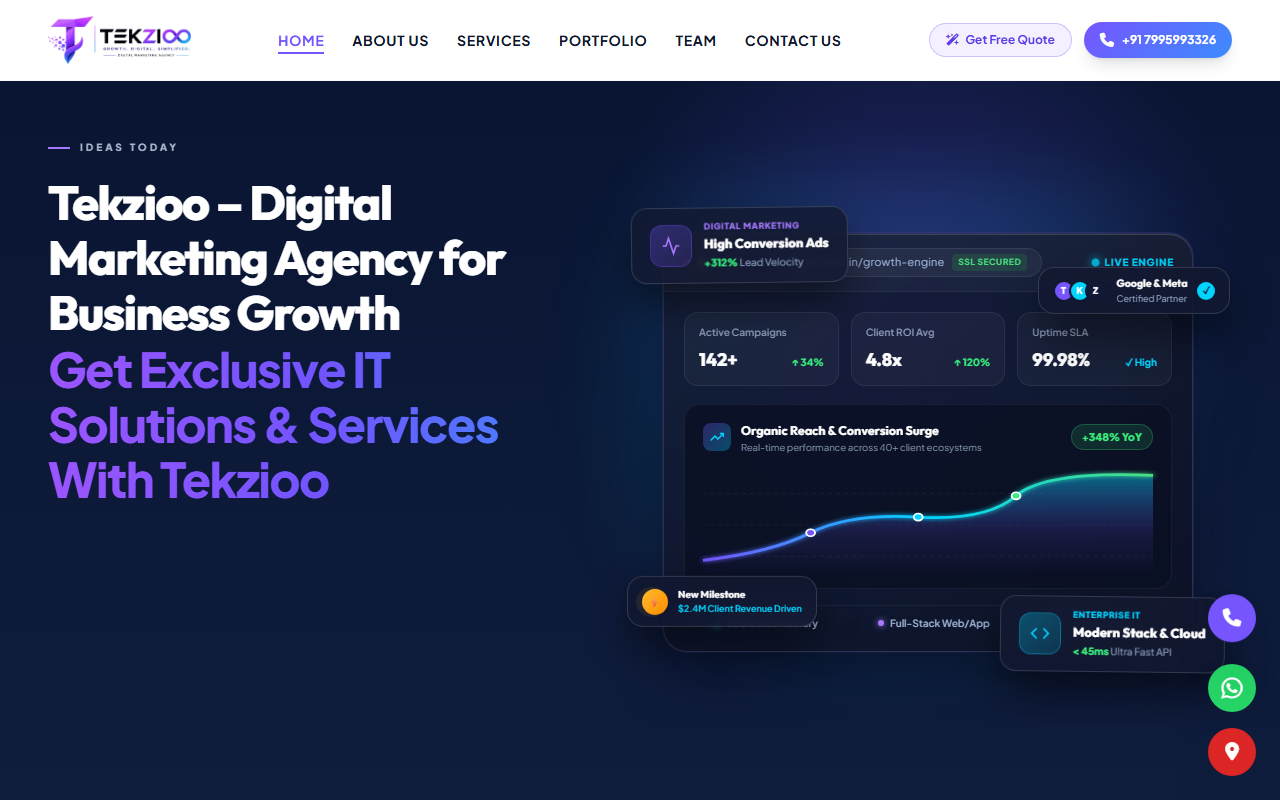 TEKZIOO
GROWTH. DIGITAL. SIMPLIFIED.
DIGITAL MARKETING AGENCY
HOME
ABOUT US
SERVICES
PORTFOLIO
TEAM
CONTACT US
Get Free Quote
+91 7995993326
IDEAS TODAY
Tekzioo – Digital
Marketing Agency for
Business Growth
Get Exclusive IT
Solutions & Services
With Tekzioo
DIGITAL MARKETING
High Conversion Ads
+312% Lead Velocity
in/growth-engine
SSL SECURED
LIVE ENGINE
T K Z
Google & Meta
Certified Partner
Active Campaigns
142+
↑ 34%
Client ROI Avg
4.8x
↑ 120%
Uptime SLA
99.98%
✓ High
Organic Reach & Conversion Surge
Real-time performance across 40+ client ecosystems
+348% YoY
New Milestone
$2.4M Client Revenue Driven
Full-Stack Web/App
ENTERPRISE IT
Modern Stack & Cloud
< 45ms Ultra Fast API